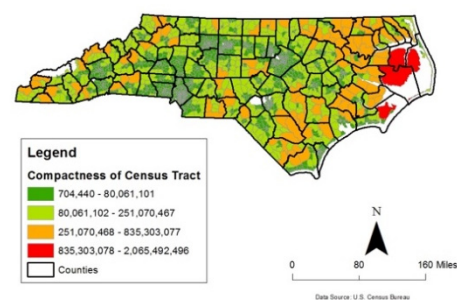 Legend
Compactness of Census Tract
704,440 - 80,061,101
80,061,102 - 251,070,467
251,070,468 - 835,303,077
835,303,078 - 2,065,492,496
Counties
N
0 80 160 Miles
Data Source: U.S. Census Bureau